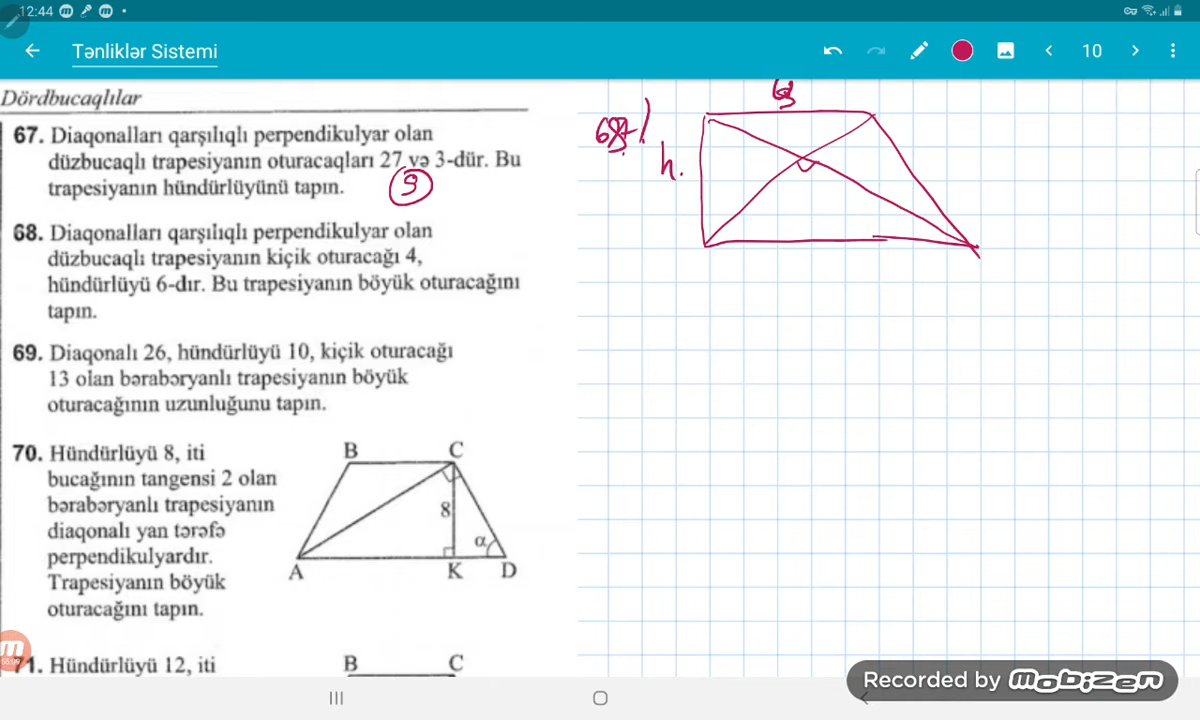 12:44
Tənliklər Sistemi
10
Dördbucaqlılar
67. Diaqonalları qarşılıqlı perpendikulyar olan
düzbucaqlı trapesiyanın oturacaqları 27 və 3-dür. Bu
trapesiyanın hündürlüyünü tapın.
9
h.
68. Diaqonalları qarşılıqlı perpendikulyar olan
düzbucaqlı trapesiyanın kiçik oturacağı 4,
hündürlüyü 6-dır. Bu trapesiyanın böyük oturacağını
tapın.
69. Diaqonalı 26, hündürlüyü 10, kiçik oturacağı
13 olan bərabəryanlı trapesiyanın böyük
oturacağının uzunluğunu tapın.
70. Hündürlüyü 8, iti
bucağının tangensi 2 olan
bərabəryanlı trapesiyanın
diaqonalı yan tərəfə
perpendikulyardır.
Trapesiyanın böyük
oturacağını tapın.
B C
8
α
A K D
71. Hündürlüyü 12, iti
B C
Recorded by mobizen